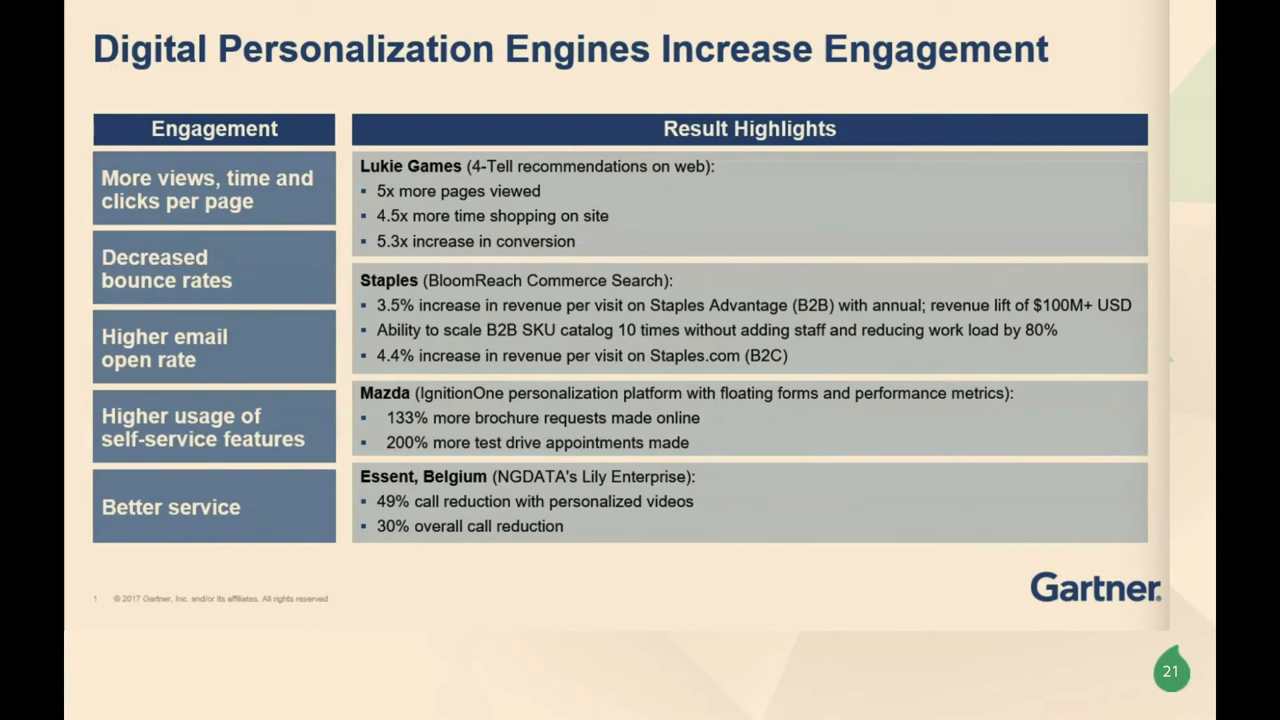 Digital Personalization Engines Increase Engagement
Engagement
More views, time and
clicks per page
Decreased
bounce rates
Higher email
open rate
Higher usage of
self-service features
Better service
Result Highlights
Lukie Games (4-Tell recommendations on web):
▪ 5x more pages viewed
▪ 4.5x more time shopping on site
▪ 5.3x increase in conversion
Staples (BloomReach Commerce Search):
▪ 3.5% increase in revenue per visit on Staples Advantage (B2B) with annual; revenue lift of $100M+ USD
▪ Ability to scale B2B SKU catalog 10 times without adding staff and reducing work load by 80%
▪ 4.4% increase in revenue per visit on Staples.com (B2C)
Mazda (IgnitionOne personalization platform with floating forms and performance metrics):
▪ 133% more brochure requests made online
▪ 200% more test drive appointments made
Essent, Belgium (NGDATA's Lily Enterprise):
▪ 49% call reduction with personalized videos
▪ 30% overall call reduction
1 © 2017 Gartner, Inc. and/or its affiliates. All rights reserved.
Gartner®
21